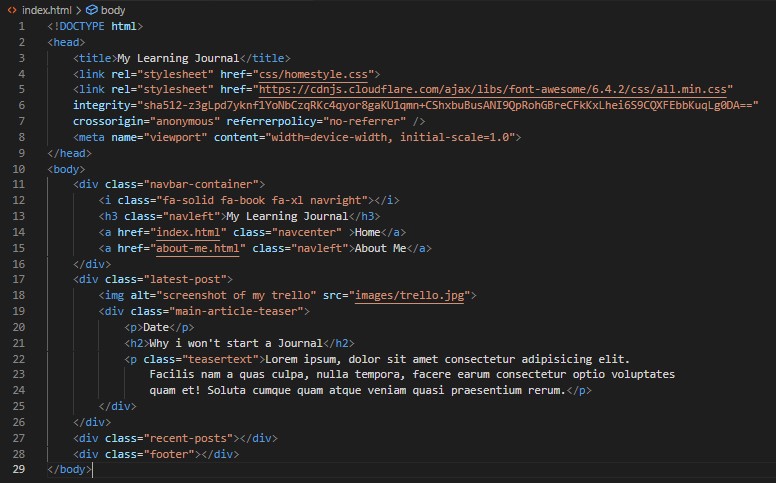 index.html > body
1 <!DOCTYPE html>
2 <head>
3 <title>My Learning Journal</title>
4 <link rel="stylesheet" href="css/homestyle.css">
5 <link rel="stylesheet" href="https://cdnjs.cloudflare.com/ajax/libs/font-awesome/6.4.2/css/all.min.css"
6 integrity="sha512-z3gLpd7yknf1YoNbCzqRKc4qyor8gaKU1qmn+CShxbuBusANI9QpRohGBreCFkKxLhei6S9CQXFEbbKuqLg0DA=="
7 crossorigin="anonymous" referrerpolicy="no-referrer" />
8 <meta name="viewport" content="width=device-width, initial-scale=1.0">
9 </head>
10 <body>
11 <div class="navbar-container">
12 <i class="fa-solid fa-book fa-xl navright"></i>
13 <h3 class="navleft">My Learning Journal</h3>
14 <a href="index.html" class="navcenter" >Home</a>
15 <a href="about-me.html" class="navleft">About Me</a>
16 </div>
17 <div class="latest-post">
18 <img alt="screenshot of my trello" src="images/trello.jpg">
19 <div class="main-article-teaser">
20 <p>Date</p>
21 <h2>Why i won't start a Journal</h2>
22 <p class="teasertext">Lorem ipsum, dolor sit amet consectetur adipisicing elit.
23 Facilis nam a quas culpa, nulla tempora, facere earum consectetur optio voluptates
24 quam et! Soluta cumque quam atque veniam quasi praesentium rerum.</p>
25 </div>
26 </div>
27 <div class="recent-posts"></div>
28 <div class="footer"></div>
29 </body>